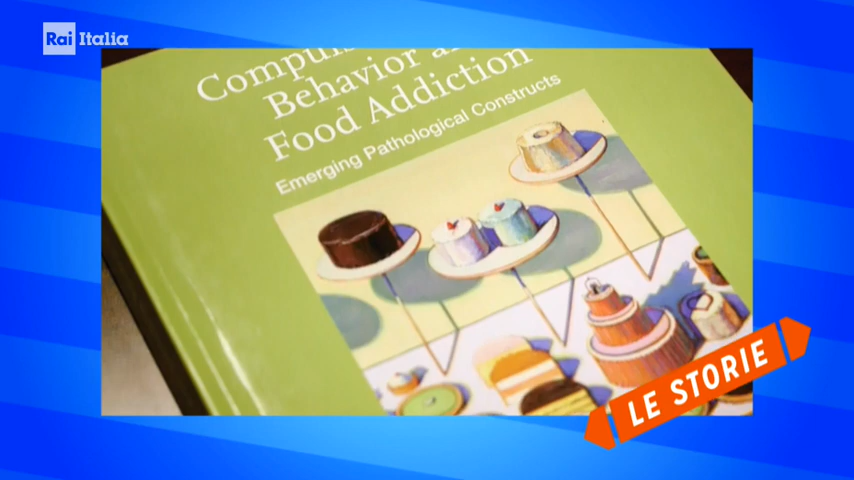 Rai Italia
Behavior
Food Addiction
Emerging Pathological Constructs
LE STORIE